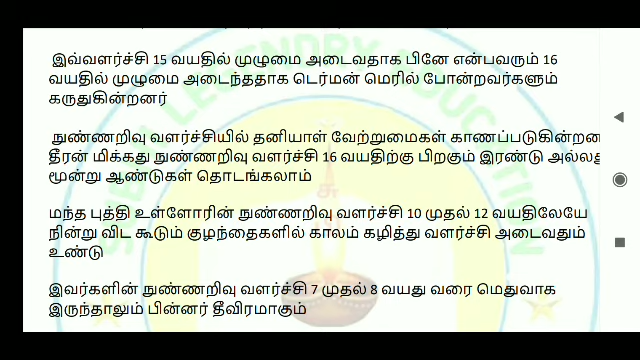 இவ்வளர்ச்சி 15 வயதில் முழுமை அடைவதாக பினே என்பவரும் 16
வயதில் முழுமை அடைந்ததாக டெர்மன் மெரில் போன்றவர்களும்
கருதுகின்றனர்
நுண்ணறிவு வளர்ச்சியில் தனியாள் வேற்றுமைகள் காணப்படுகின்றன
தீரன் மிக்கது நுண்ணறிவு வளர்ச்சி 16 வயதிற்கு பிறகும் இரண்டு அல்லது
மூன்று ஆண்டுகள் தொடங்கலாம்
மந்த புத்தி உள்ளோரின் நுண்ணறிவு வளர்ச்சி 10 முதல் 12 வயதிலேயே
நின்று விட கூடும் குழந்தைகளில் காலம் கழித்து வளர்ச்சி அடைவதும்
உண்டு
இவர்களின் நுண்ணறிவு வளர்ச்சி 7 முதல் 8 வயது வரை மெதுவாக
இருந்தாலும் பின்னர் தீவிரமாகும்